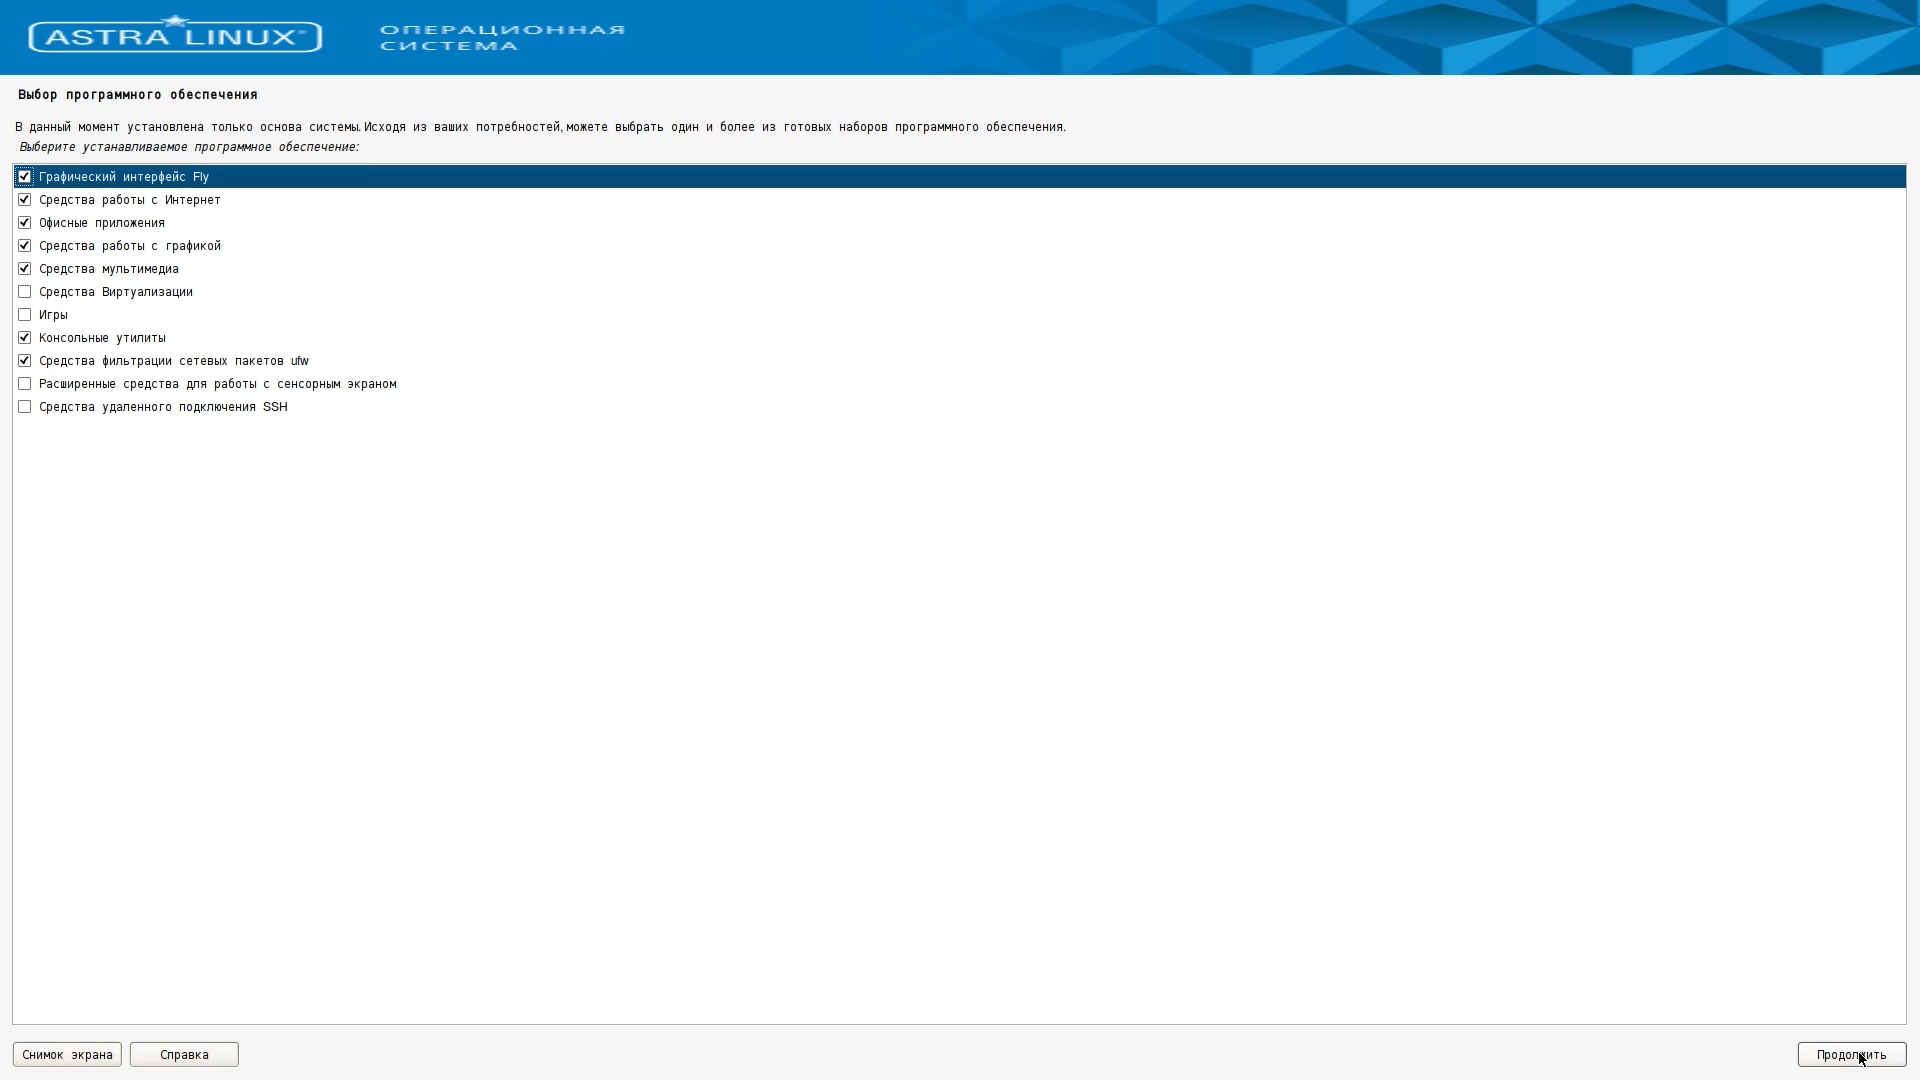 ASTRA LINUX®
ОПЕРАЦИОННАЯ
СИСТЕМА
Выбор программного обеспечения
В данный момент установлена только основа системы. Исходя из ваших потребностей, можете выбрать один и более из готовых наборов программного обеспечения.
Выберите устанавливаемое программное обеспечение:
Графический интерфейс Fly
Средства работы с Интернет
Офисные приложения
Средства работы с графикой
Средства мультимедиа
Средства Виртуализации
Игры
Консольные утилиты
Средства фильтрации сетевых пакетов ufw
Расширенные средства для работы с сенсорным экраном
Средства удаленного подключения SSH
Снимок экрана
Справка
Продолжить